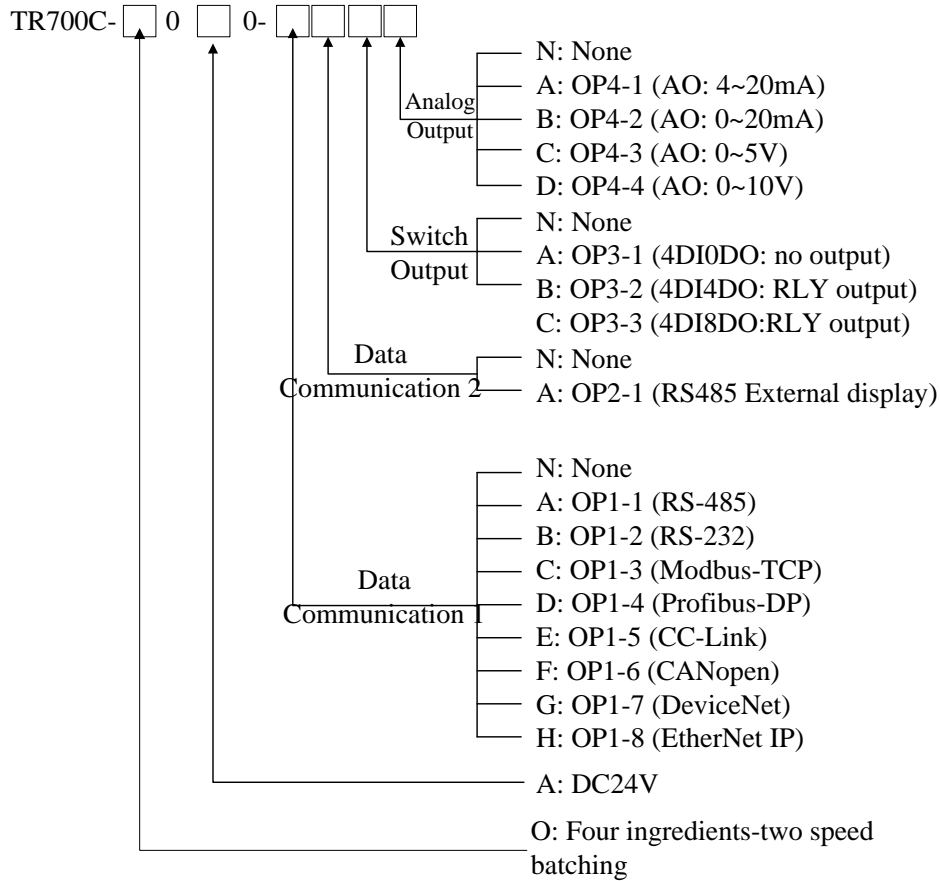 TR700C- 0 0-
N: None
A: OP4-1 (AO: 4~20mA)
Analog
Output
B: OP4-2 (AO: 0~20mA)
C: OP4-3 (AO: 0~5V)
D: OP4-4 (AO: 0~10V)
N: None
Switch
Output
A: OP3-1 (4DI0DO: no output)
B: OP3-2 (4DI4DO: RLY output)
C: OP3-3 (4DI8DO:RLY output)
Data
Communication 2
N: None
A: OP2-1 (RS485 External display)
N: None
A: OP1-1 (RS-485)
B: OP1-2 (RS-232)
C: OP1-3 (Modbus-TCP)
Data
Communication 1
D: OP1-4 (Profibus-DP)
E: OP1-5 (CC-Link)
F: OP1-6 (CANopen)
G: OP1-7 (DeviceNet)
H: OP1-8 (EtherNet IP)
A: DC24V
O: Four ingredients-two speed
batching